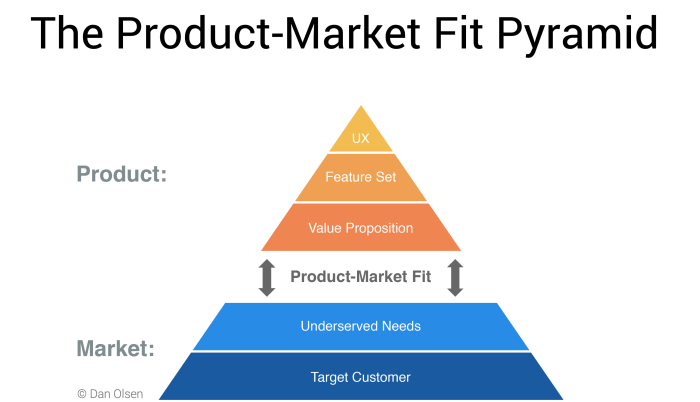 The Product-Market Fit Pyramid
UX
Product:
Feature Set
Value Proposition
Product-Market Fit
Underserved Needs
Market:
Target Customer
© Dan Olsen